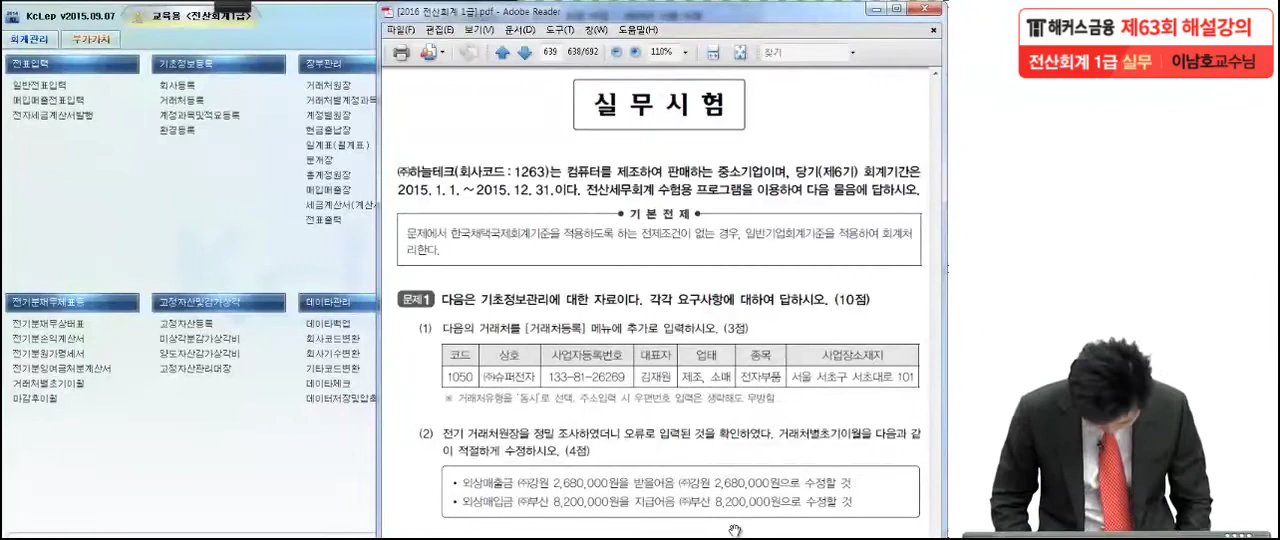 KcLep v2015.09.07
교육용 <전산회계1급>
회계관리
부가가치
전표입력
일반전표입력
매입매출전표입력
전자세금계산서발행
기초정보등록
회사등록
거래처등록
계정과목및적요등록
환경등록
장부관리
거래처원장
거래처별계정과목
계정별원장
현금출납장
일계표(월계표)
분개장
총계정원장
매입매출장
세금계산서(계산서
전표출력
전기분재무제표등
전기분재무상태표
전기분손익계산서
전기분원가명세서
전기분잉여금처분계산서
거래처별초기이월
마감후이월
고정자산및감가상각
고정자산등록
미상각분감가상각비
양도자산감가상각비
고정자산관리대장
데이타관리
데이타백업
회사코드변환
회사기수변환
기타코드변환
데이타체크
데이터저장및압축
[2016 전산회계 1급].pdf - Adobe Reader
파일(F) 편집(E) 보기(V) 문서(D) 도구(T) 창(W) 도움말(H)
639 638/692 110% 찾기
실 무 시 험
㈜하늘테크(회사코드 : 1263)는 컴퓨터를 제조하여 판매하는 중소기업이며, 당기(제6기) 회계기간은
2015. 1. 1. ~ 2015. 12. 31.이다. 전산세무회계 수험용 프로그램을 이용하여 다음 물음에 답하시오.
● 기 본 전 제 ●
문제에서 한국채택국제회계기준을 적용하도록 하는 전제조건이 없는 경우, 일반기업회계기준을 적용하여 회계처
리한다.
문제1 다음은 기초정보관리에 대한 자료이다. 각각 요구사항에 대하여 답하시오. (10점)
(1) 다음의 거래처를 [거래처등록] 메뉴에 추가로 입력하시오. (3점)
코드 상호 사업자등록번호 대표자 업태 종목 사업장소재지
1050 ㈜슈퍼전자 133-81-26269 김재원 제조, 소매 전자부품 서울 서초구 서초대로 101
※ 거래처유형을 '동시'로 선택, 주소입력 시 우편번호 입력은 생략해도 무방함
(2) 전기 거래처원장을 정밀 조사하였더니 오류로 입력된 것을 확인하였다. 거래처별초기이월을 다음과 같
이 적절하게 수정하시오. (4점)
• 외상매출금 ㈜강원 2,680,000원을 받을어음 ㈜강원 2,680,000원으로 수정할 것
• 외상매입금 ㈜부산 8,200,000원을 지급어음 ㈜부산 8,200,000원으로 수정할 것
해커스금융 제63회 해설강의
전산회계 1급 실무 | 이남호교수님